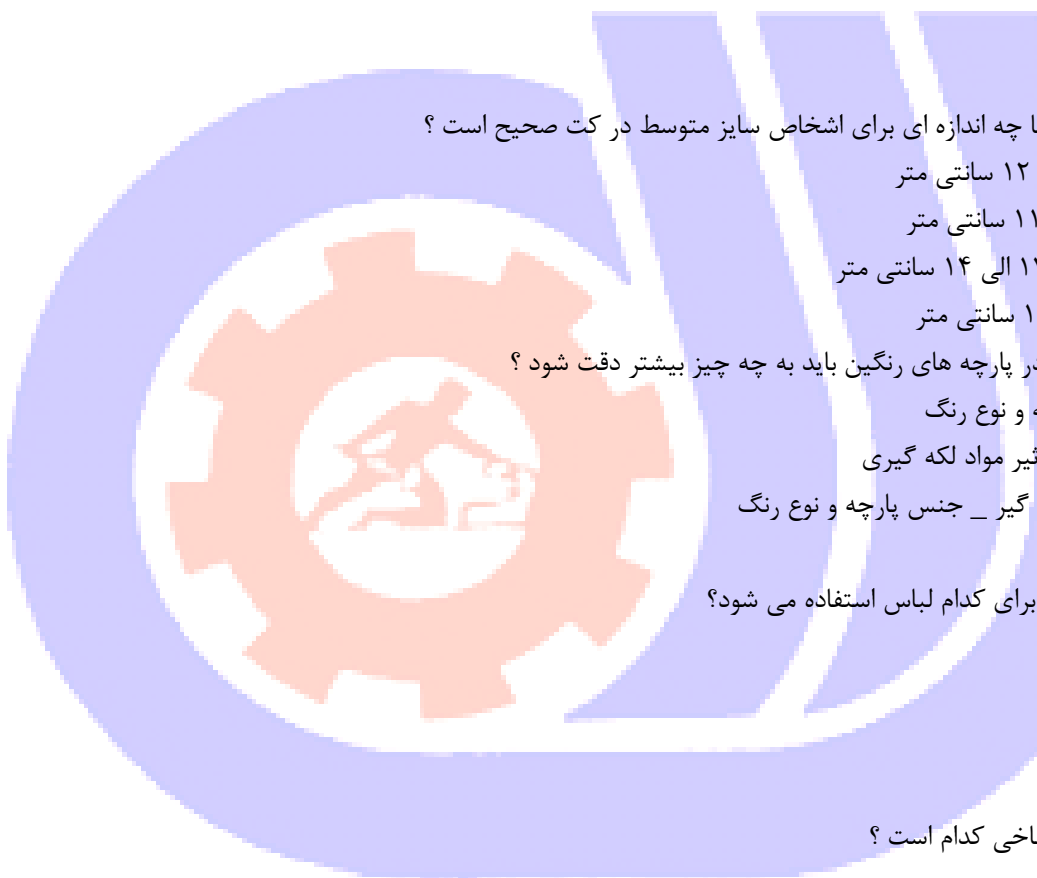 چه اندازه ای برای اشخاص سایز متوسط در کت صحیح است ؟
۱۲ سانتی متر
۱۱ سانتی متر
الی ۱۴ سانتی متر
سانتی متر
در پارچه های رنگین باید به چه چیز بیشتر دقت شود ؟
و نوع رنگ
مواد لکه گیری
گیر _ جنس پارچه و نوع رنگ
برای کدام لباس استفاده می شود؟
کدام است ؟